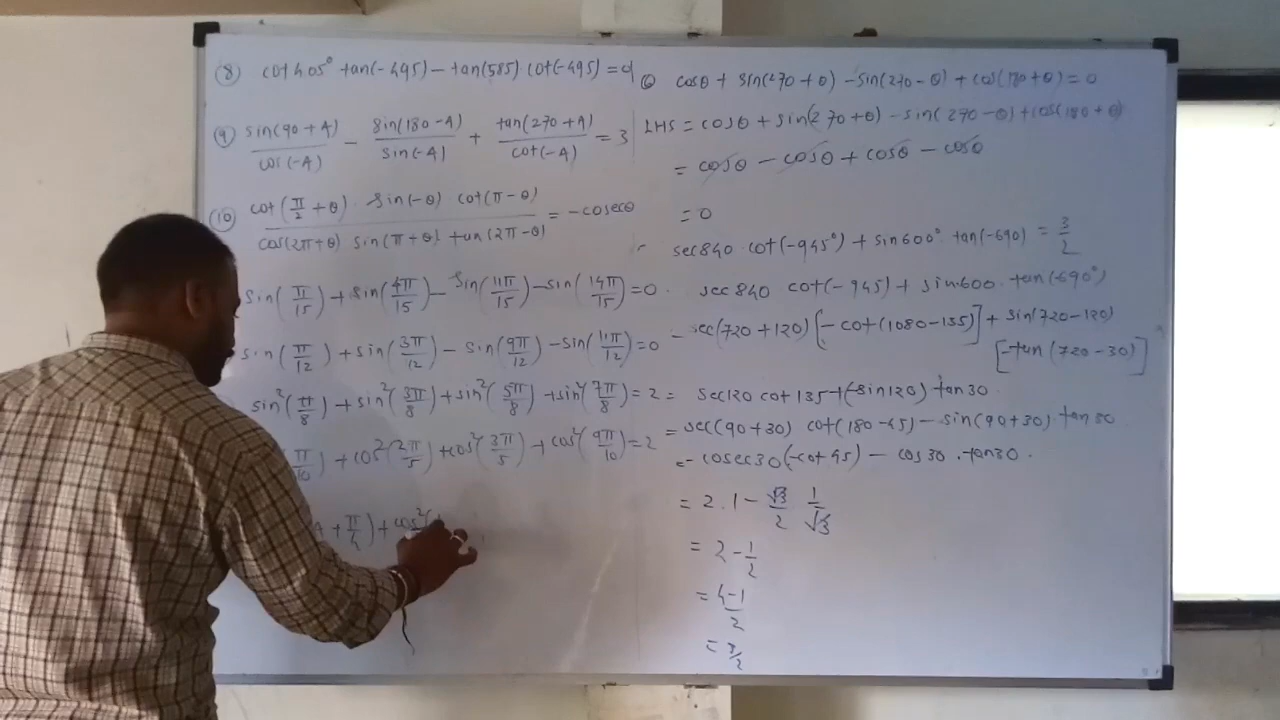 ⑧ cot 405° tan(-495) - tan(585) cot(-495) = 0
⑨ sin(90+A)/cos(-A) - sin(180-A)/sin(-A) + tan(270+A)/cot(-A) = 3
⑩ cot(π/2+θ) · sin(-θ) cot(π-θ) / cos(2π+θ) sin(π+θ) tan(2π-θ) = -cosecθ
sin(π/15) + sin(4π/15) - sin(11π/15) - sin(14π/15) = 0
sin(π/12) + sin(3π/12) - sin(9π/12) - sin(11π/12) = 0
sin²(π/8) + sin²(3π/8) + sin²(5π/8) + sin²(7π/8) = 2
π/10) + cos²(2π/5) + cos²(3π/5) + cos²(9π/10) = 2
+ π/4) + cos²(
cosθ + sin(270+θ) - sin(270-θ) + cos(180+θ) = 0
LHS = cosθ + sin(270+θ) - sin(270-θ) + cos(180+θ)
= cosθ - cosθ + cosθ - cosθ
= 0
sec840 · cot(-945°) + sin600° tan(-690) = 3/2
sec840 cot(-945) + sin600 · tan(-690°)
sec(720+120) [-cot(1080-135)] + sin(720-120)
[-tan(720-30)]
= sec120 cot135 + (-sin120) tan30
= sec(90+30) cot(180-45) - sin(90+30) tan30
= -cosec30 (-cot45) - cos30 · tan30
= 2 · 1 - √3/2 1/√3
= 2 - 1/2
= 4-1/2
= 3/2